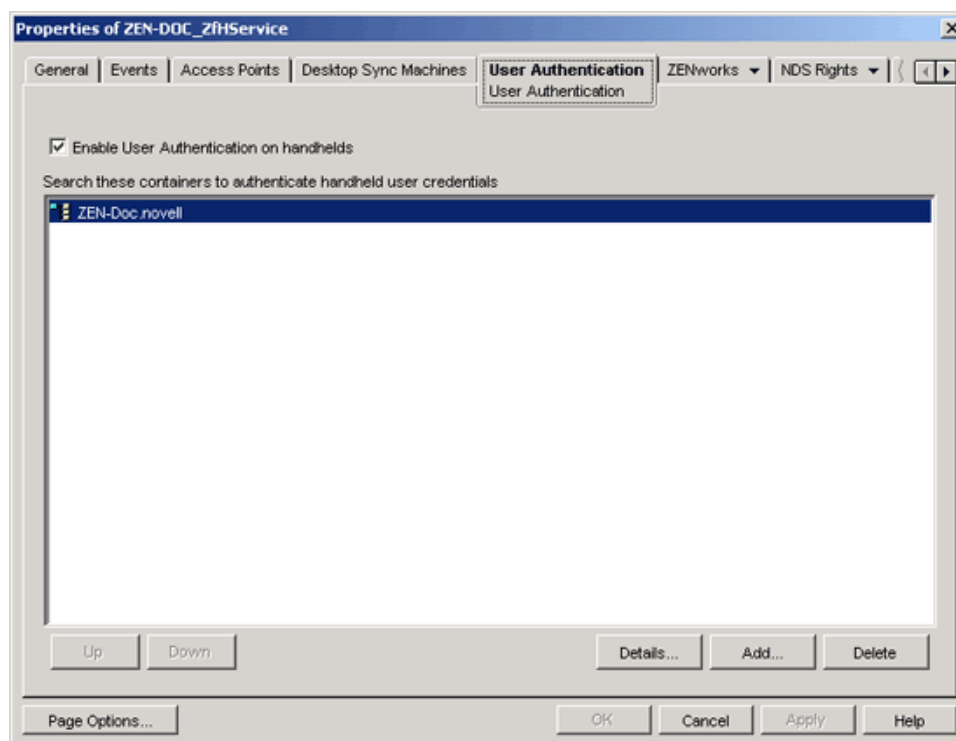 Properties of ZEN-DOC_ZfHService
General Events Access Points Desktop Sync Machines User Authentication ZENworks NDS Rights
User Authentication
Enable User Authentication on handhelds
Search these containers to authenticate handheld user credentials
ZEN-Doc.novell
Up Down Details... Add... Delete
Page Options... OK Cancel Apply Help